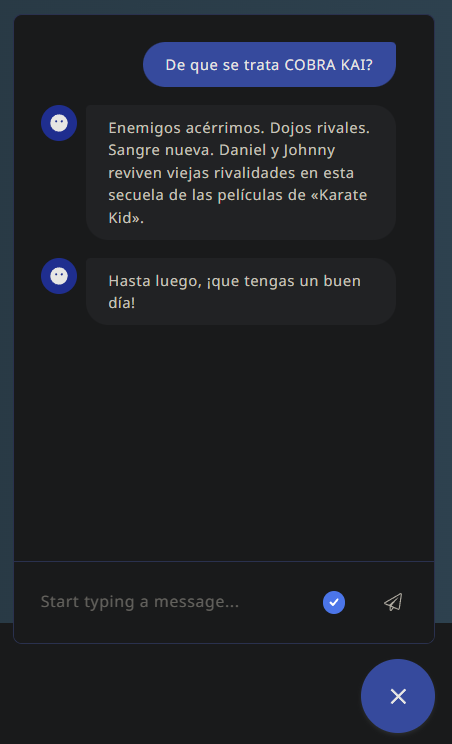 De que se trata COBRA KAI?
Enemigos acérrimos. Dojos rivales.
Sangre nueva. Daniel y Johnny
reviven viejas rivalidades en esta
secuela de las películas de «Karate
Kid».
Hasta luego, ¡que tengas un buen
día!
Start typing a message...